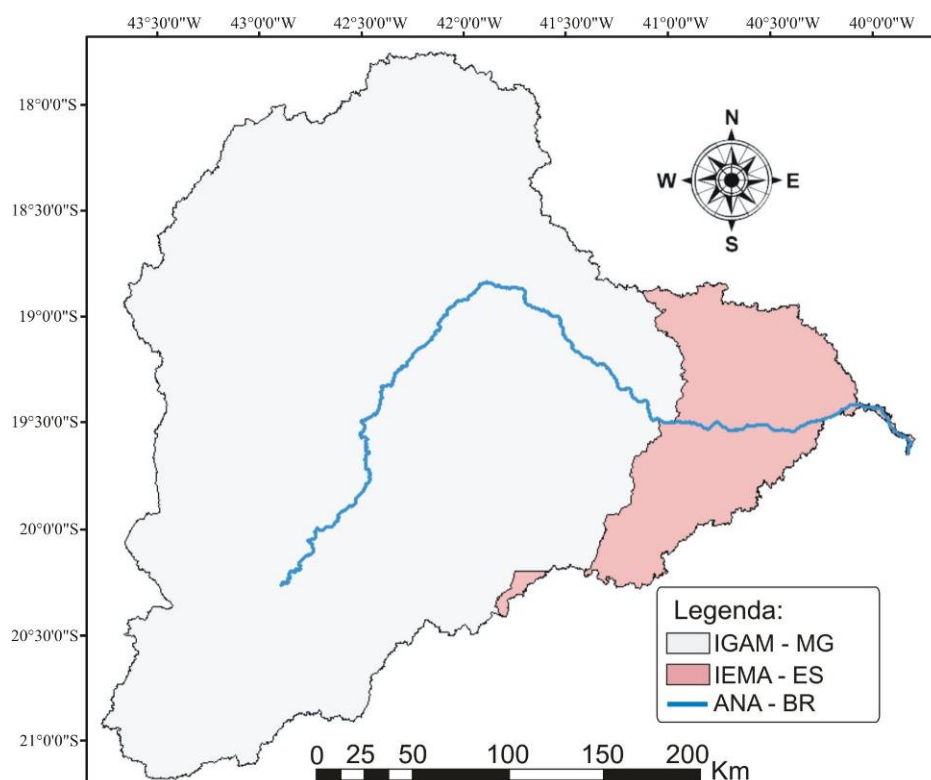 43°30'0"W 43°0'0"W 42°30'0"W 42°0'0"W 41°30'0"W 41°0'0"W 40°30'0"W 40°0'0"W
18°0'0"S
18°30'0"S
19°0'0"S
19°30'0"S
20°0'0"S
20°30'0"S
21°0'0"S
N
W E
S
Legenda:
IGAM - MG
IEMA - ES
ANA - BR
0 25 50 100 150 200
Km